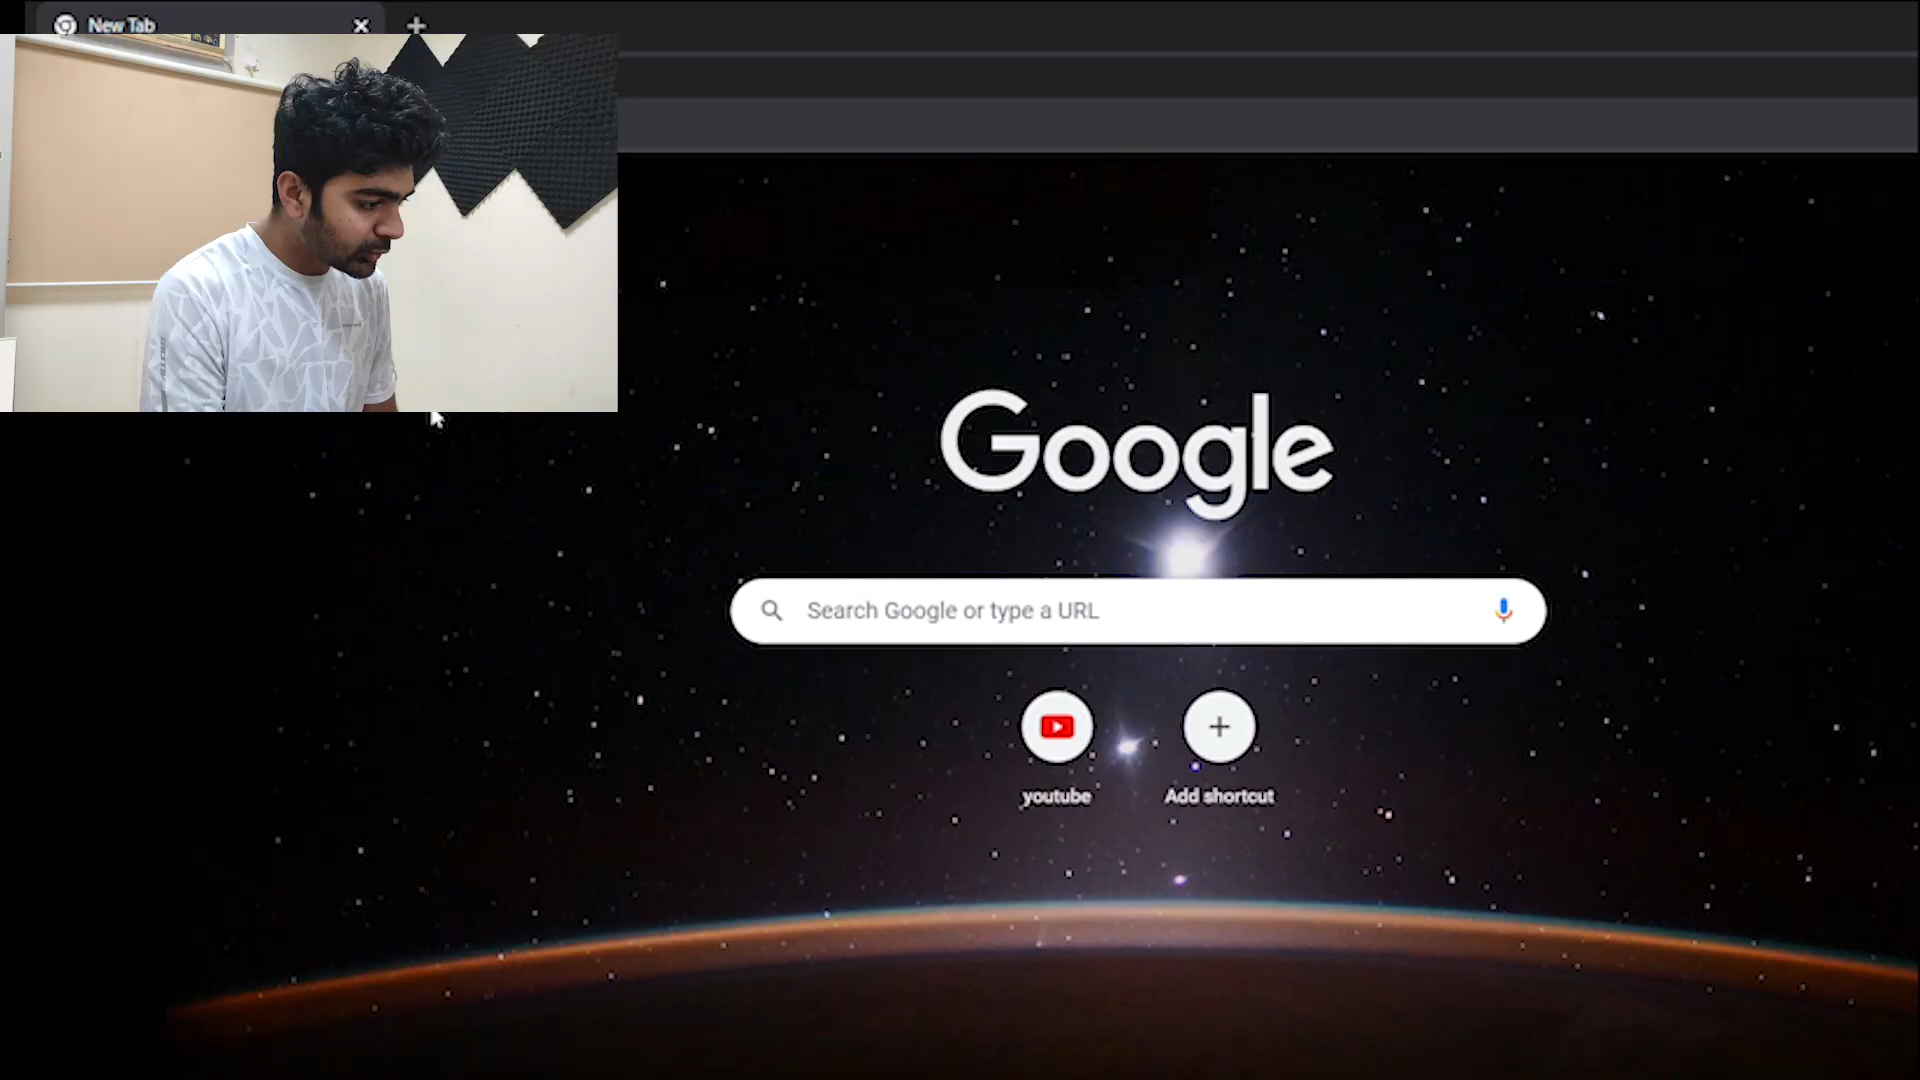 New Tab
Google
Search Google or type a URL
youtube
Add shortcut